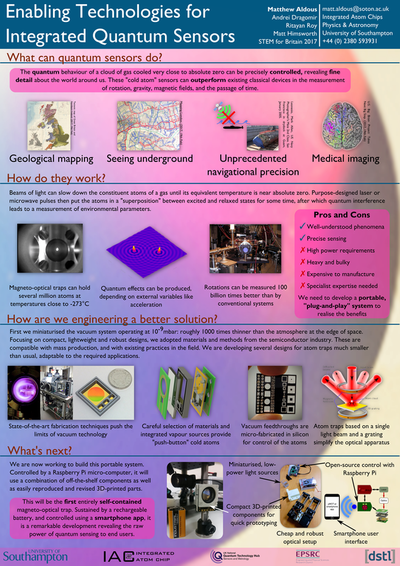 Enabling Technologies for
Integrated Quantum Sensors
Matthew Aldous
Andrei Dragomir
Ritayan Roy
Matt Himsworth
STEM for Britain 2017
matt.aldous@soton.ac.uk
Integrated Atom Chips
Physics & Astronomy
University of Southampton
+44 (0) 2380 593931
What can quantum sensors do?
The quantum behaviour of a cloud of gas cooled very close to absolute zero can be precisely controlled, revealing fine
detail about the world around us. These "cold atom" sensors can outperform existing classical devices in the measurement
of rotation, gravity, magnetic fields, and the passage of time.
Geological mapping
Seeing underground
Unprecedented
navigational precision
Medical imaging
How do they work?
Beams of light can slow down the constituent atoms of a gas until its equivalent temperature is near absolute zero. Purpose-designed laser or
microwave pulses then put the atoms in a "superposition" between excited and relaxed states for some time, after which quantum interference
leads to a measurement of environmental parameters.
Magneto-optical traps can hold
several million atoms at
temperatures close to -273°C
Quantum effects can be produced,
depending on external variables like
acceleration
Rotations can be measured 100
billion times better than by
conventional systems
Pros and Cons
✓ Well-understood phenomena
✓ Precise sensing
✗ High power requirements
✗ Heavy and bulky
✗ Expensive to manufacture
✗ Specialist expertise needed
We need to develop a portable,
"plug-and-play" system to
realise the benefits
How are we engineering a better solution?
First we miniaturised the vacuum system operating at 10⁻⁹mbar: roughly 1000 times thinner than the atmosphere at the edge of space.
Focusing on compact, lightweight and robust designs, we adopted materials and methods from the semiconductor industry. These are
compatible with mass production, and with existing practices in the field. We are developing several designs for atom traps much smaller
than usual, adaptable to the required applications.
State-of-the-art fabrication techniques push the
limits of vacuum technology
Careful selection of materials and
integrated vapour sources provide
"push-button" cold atoms
Vacuum feedthroughs are
micro-fabricated in silicon
for control of the atoms
Atom traps based on a single
light beam and a grating
simplify the optical apparatus
What's next?
We are now working to build this portable system.
Controlled by a Raspberry Pi micro-computer, it will
use a combination of off-the-shelf components as well
as easily reproduced and revised 3D-printed parts.
This will be the first entirely self-contained
magneto-optical trap. Sustained by a rechargeable
battery, and controlled using a smartphone app, it
is a remarkable development revealing the raw
power of quantum sensing to end users.
Miniaturised, low-
power light sources
Compact 3D-printed
components for
quick prototyping
Cheap and robust
optical setup
Open-source control with
Raspberry Pi
Smartphone user
interface
UNIVERSITY OF
Southampton
IAC INTEGRATED
ATOM CHIP
Quantum Technology Hub
EPSRC
[dstl]